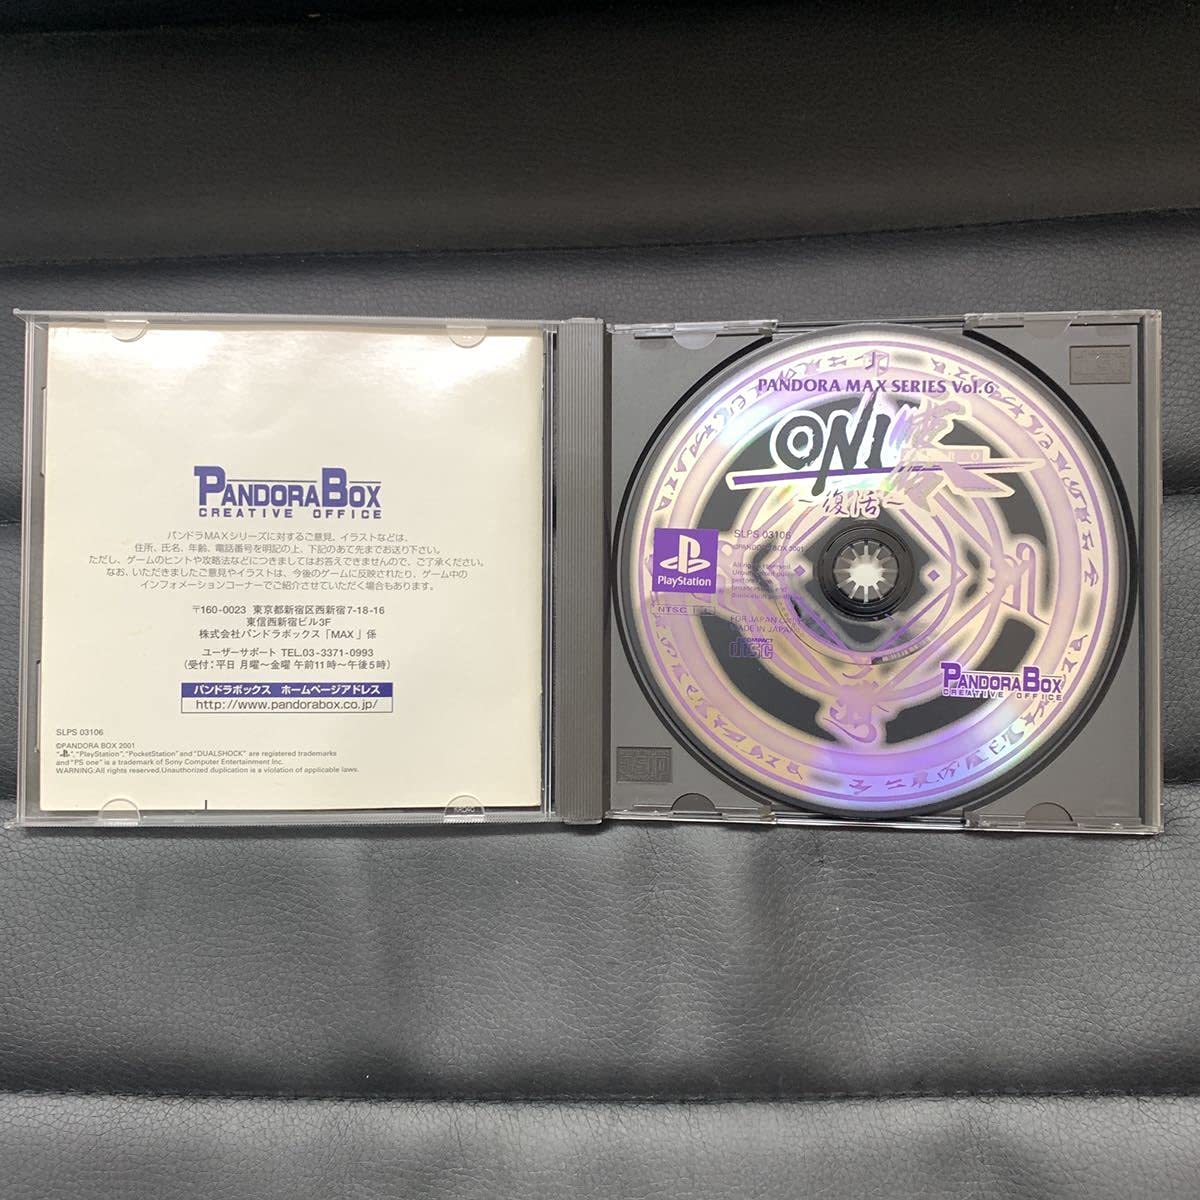 PANDORA BOX
CREATIVE OFFICE
パンドラMAXシリーズに対するご意見、イラストなどは、
住所、氏名、年齢、電話番号を明記の上、下記のあて先までお送り下さい。
ただし、ゲームのヒントや攻略法などにつきましてはお答えできませんので、ご了承ください。
なお、いただきましたご意見やイラストは、今後のゲームに反映されたり、ゲーム中の
インフォメーションコーナーでご紹介させていただく場合もあります。
〒160-0023 東京都新宿区西新宿7-18-16
東信西新宿ビル3F
株式会社パンドラボックス「MAX」係
ユーザーサポート TEL.03-3371-0993
(受付:平日 月曜〜金曜 午前11時〜午後5時)
パンドラボックス ホームページアドレス
http://www.pandorabox.co.jp/
SLPS 03106
©PANDORA BOX 2001
" ", "PlayStation", "PocketStation" and "DUALSHOCK" are registered trademarks
and "PS one" is a trademark of Sony Computer Entertainment Inc.
WARNING:All rights reserved.Unauthorized duplication is a violation of applicable laws.
PANDORA MAX SERIES Vol.6
ONI
〜復活〜
SLPS 03106
©PANDORA BOX 2001
All rights reserved.
PlayStation
NTSC J
FOR JAPAN ONLY
MADE IN JAPAN
COMPACT
disc
PANDORA BOX
CREATIVE OFFICE